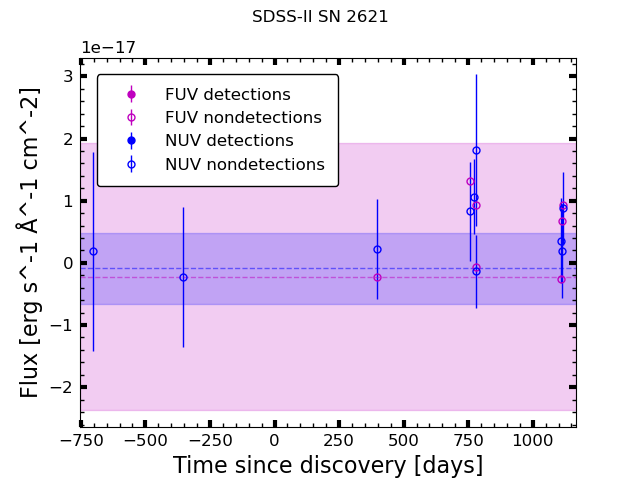 SDSS-II SN 2621
1e−17
FUV detections
FUV nondetections
NUV detections
NUV nondetections
3
2
1
0
−1
−2
Flux [erg s^-1 Å^-1 cm^-2]
−750 −500 −250 0 250 500 750 1000
Time since discovery [days]